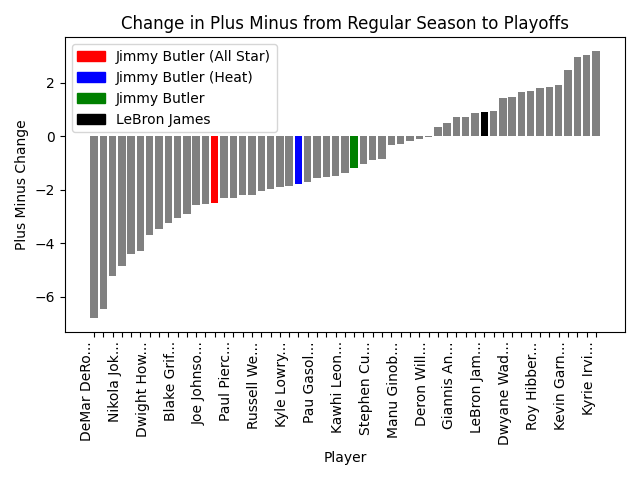 Change in Plus Minus from Regular Season to Playoffs
Jimmy Butler (All Star)
Jimmy Butler (Heat)
Jimmy Butler
LeBron James
2
0
−2
−4
−6
Plus Minus Change
DeMar DeRo...
Nikola Jok...
Dwight How...
Blake Grif...
Joe Johnso...
Paul Pierc...
Russell We...
Kyle Lowry...
Pau Gasol...
Kawhi Leon...
Stephen Cu...
Manu Ginob...
Deron Will...
Giannis An...
LeBron Jam...
Dwyane Wad...
Roy Hibber...
Kevin Garn...
Kyrie Irvi...
Player